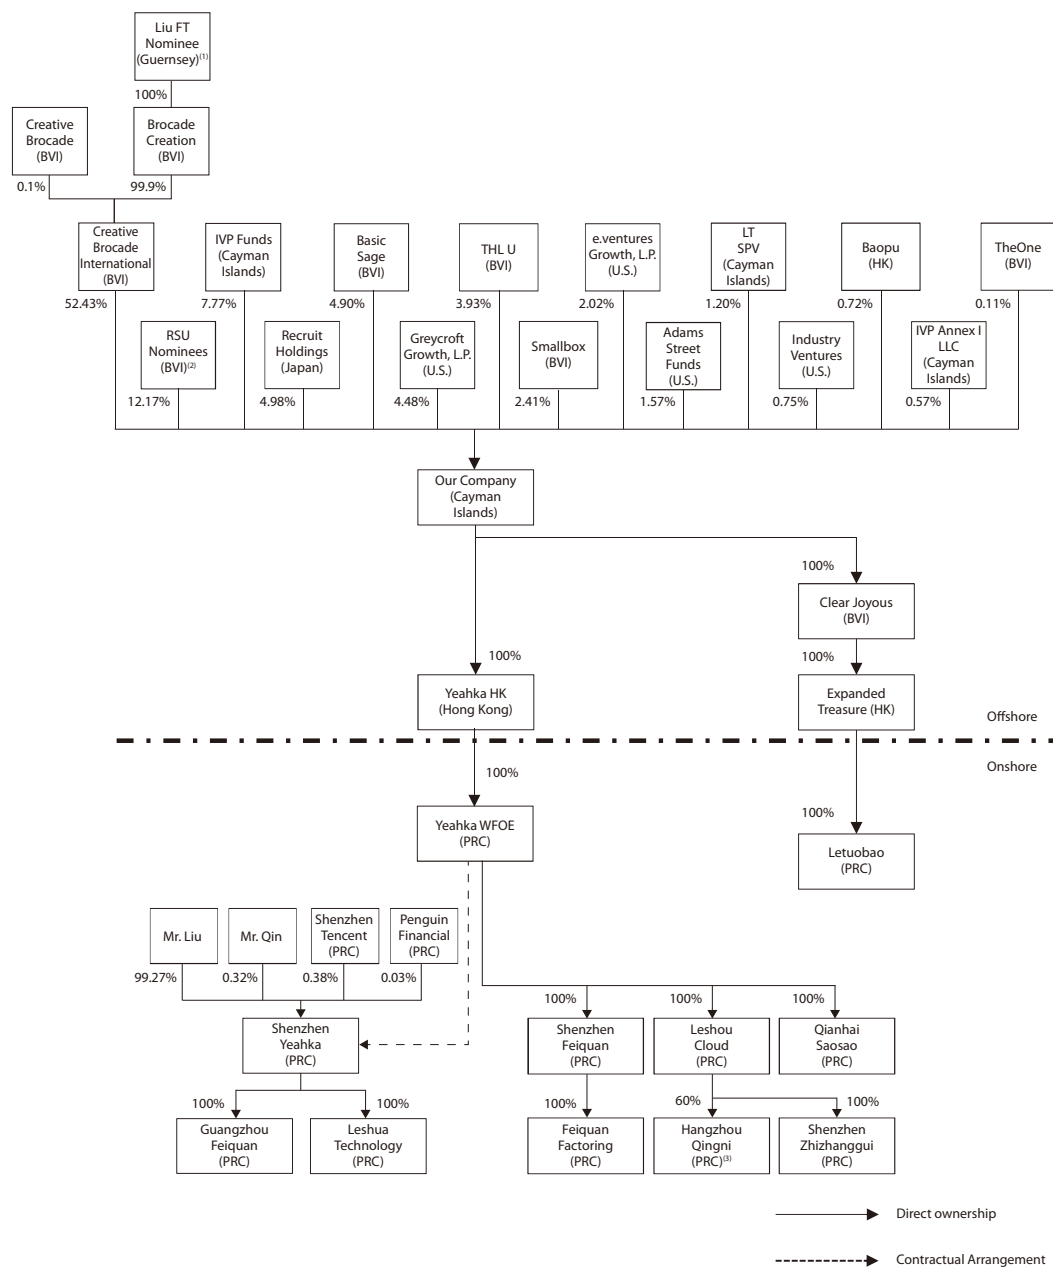 Liu FT
Nominee
(Guernsey)(1)
100%
Creative
Brocade
(BVI)
Brocade
Creation
(BVI)
0.1%
99.9%
Creative
Brocade
International
(BVI)
IVP Funds
(Cayman
Islands)
Basic
Sage
(BVI)
THL U
(BVI)
e.ventures
Growth, L.P.
(U.S.)
LT
SPV
(Cayman
Islands)
Baopu
(HK)
TheOne
(BVI)
52.43%
7.77%
4.90%
3.93%
2.02%
1.20%
0.72%
0.11%
RSU
Nominees
(BVI)(2)
Recruit
Holdings
(Japan)
Greycroft
Growth, L.P.
(U.S.)
Smallbox
(BVI)
Adams
Street
Funds
(U.S.)
Industry
Ventures
(U.S.)
IVP Annex I
LLC
(Cayman
Islands)
12.17%
4.98%
4.48%
2.41%
1.57%
0.75%
0.57%
Our Company
(Cayman
Islands)
100%
Clear Joyous
(BVI)
100%
100%
Yeahka HK
(Hong Kong)
Expanded
Treasure (HK)
Offshore
Onshore
100%
Yeahka WFOE
(PRC)
100%
Letuobao
(PRC)
Mr. Liu
Mr. Qin
Shenzhen
Tencent
(PRC)
Penguin
Financial
(PRC)
99.27%
0.32%
0.38%
0.03%
100%
100%
100%
Shenzhen
Yeahka
(PRC)
Shenzhen
Feiquan
(PRC)
Leshou
Cloud
(PRC)
Qianhai
Saosao
(PRC)
100%
100%
100%
60%
100%
Guangzhou
Feiquan
(PRC)
Leshua
Technology
(PRC)
Feiquan
Factoring
(PRC)
Hangzhou
Qingni
(PRC)(3)
Shenzhen
Zhizhanggui
(PRC)
Direct ownership
Contractual Arrangement